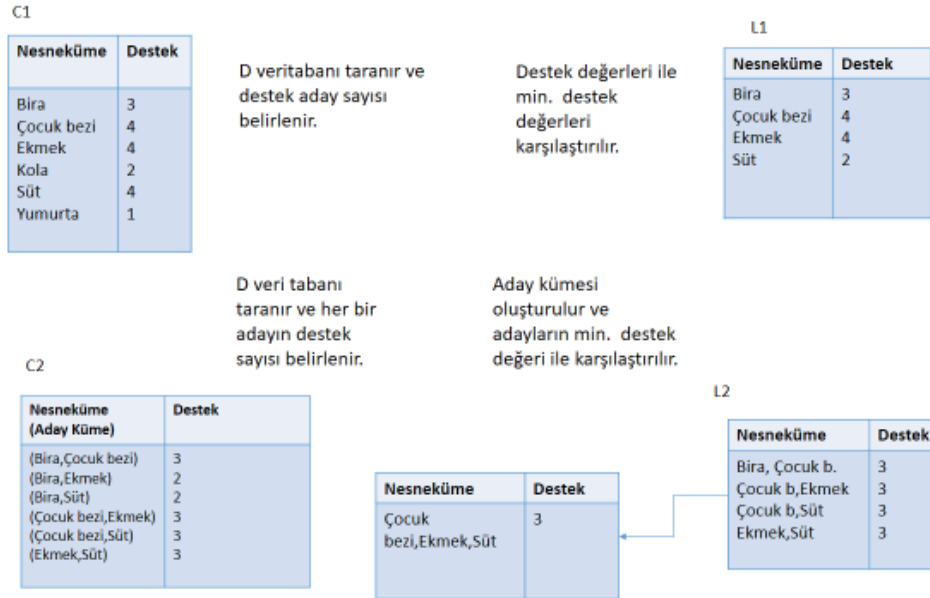 C1
Nesneküme Destek
Bira 3
Çocuk bezi 4
Ekmek 4
Kola 2
Süt 4
Yumurta 1
D veritabanı taranır ve
destek aday sayısı
belirlenir.
Destek değerleri ile
min. destek
değerleri
karşılaştırılır.
L1
Nesneküme Destek
Bira 3
Çocuk bezi 4
Ekmek 4
Süt 2
D veri tabanı
taranır ve her bir
adayın destek
sayısı belirlenir.
Aday kümesi
oluşturulur ve
adayların min. destek
değeri ile karşılaştırılır.
C2
Nesneküme Destek
(Aday Küme)
(Bira,Çocuk bezi) 3
(Bira,Ekmek) 2
(Bira,Süt) 2
(Çocuk bezi,Ekmek) 3
(Çocuk bezi,Süt) 3
(Ekmek,Süt) 3
Nesneküme Destek
Çocuk 3
bezi,Ekmek,Süt
L2
Nesneküme Destek
Bira, Çocuk b. 3
Çocuk b,Ekmek 3
Çocuk b,Süt 3
Ekmek,Süt 3